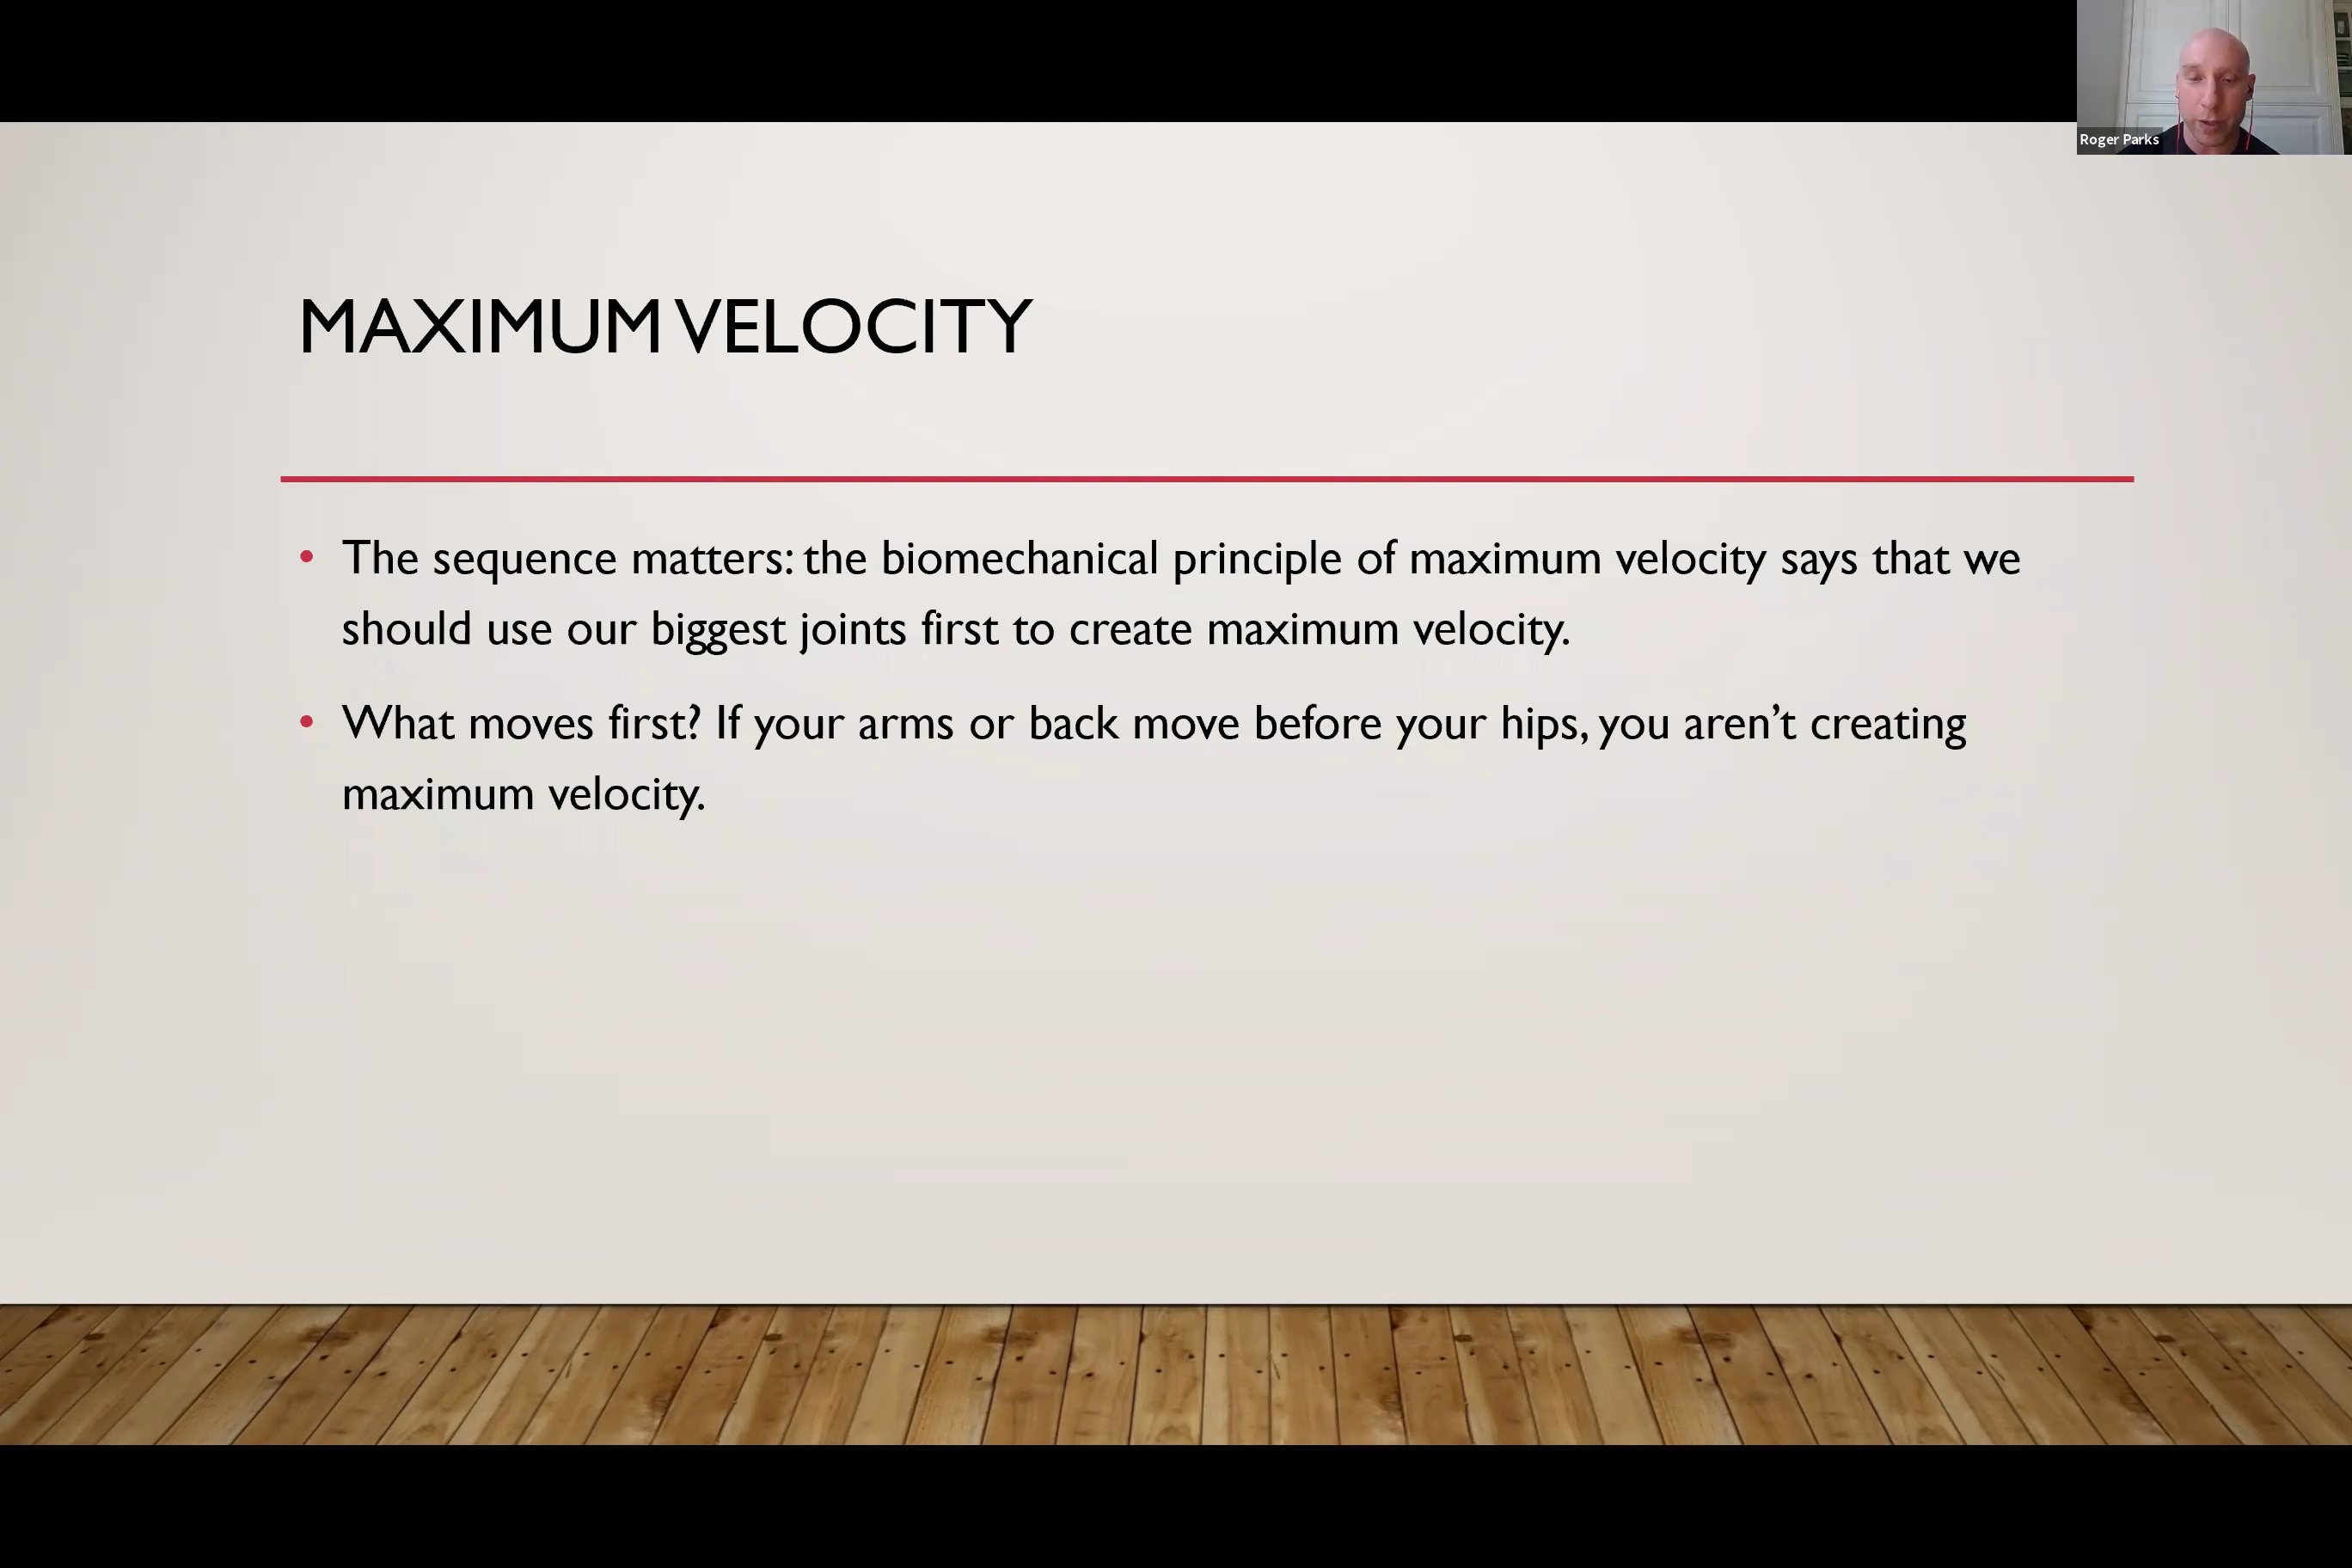 Roger Parks
MAXIMUM VELOCITY
• The sequence matters: the biomechanical principle of maximum velocity says that we
should use our biggest joints first to create maximum velocity.
• What moves first? If your arms or back move before your hips, you aren’t creating
maximum velocity.